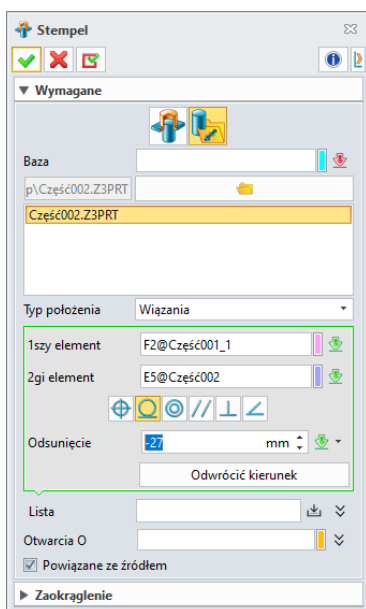 Stempel
Wymagane
Baza
p\Część002.Z3PRT
Część002.Z3PRT
Typ położenia Wiązania
1szy element F2@Część001_1
2gi element E5@Część002
Odsunięcie -27 mm
Odwrócić kierunek
Lista
Otwarcia O
Powiązane ze źródłem
Zaokrąglenie